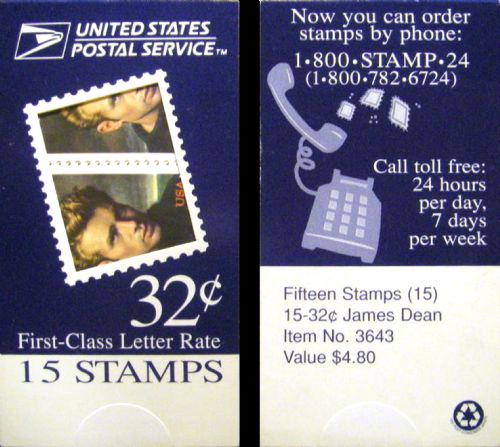 UNITED STATES
POSTAL SERVICE™
USA
32¢
First-Class Letter Rate
15 STAMPS
Now you can order
stamps by phone:
1•800•STAMP•24
(1•800•782•6724)
Call toll free:
24 hours
per day,
7 days
per week
Fifteen Stamps (15)
15-32¢ James Dean
Item No. 3643
Value $4.80